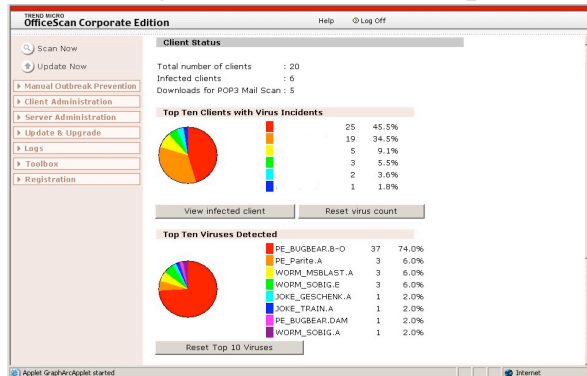 TREND MICRO
OfficeScan Corporate Edition
Help
Log Off
Scan Now
Update Now
Manual Outbreak Prevention
Client Administration
Server Administration
Update & Upgrade
Logs
Toolbox
Registration
Client Status
Total number of clients : 20
Infected clients : 6
Downloads for POP3 Mail Scan : 5
Top Ten Clients with Virus Incidents
25 45.5%
19 34.5%
5 9.1%
3 5.5%
2 3.6%
1 1.8%
View infected client
Reset virus count
Top Ten Viruses Detected
PE_BUGBEAR.B-O 37 74.0%
PE_Parite.A 3 6.0%
WORM_MSBLAST.A 3 6.0%
WORM_SOBIG.E 3 6.0%
JOKE_GESCHENK.A 1 2.0%
JOKE_TRAIN.A 1 2.0%
PE_BUGBEAR.DAM 1 2.0%
WORM_SOBIG.A 1 2.0%
Reset Top 10 Viruses
Applet GraphArcApplet started
Internet